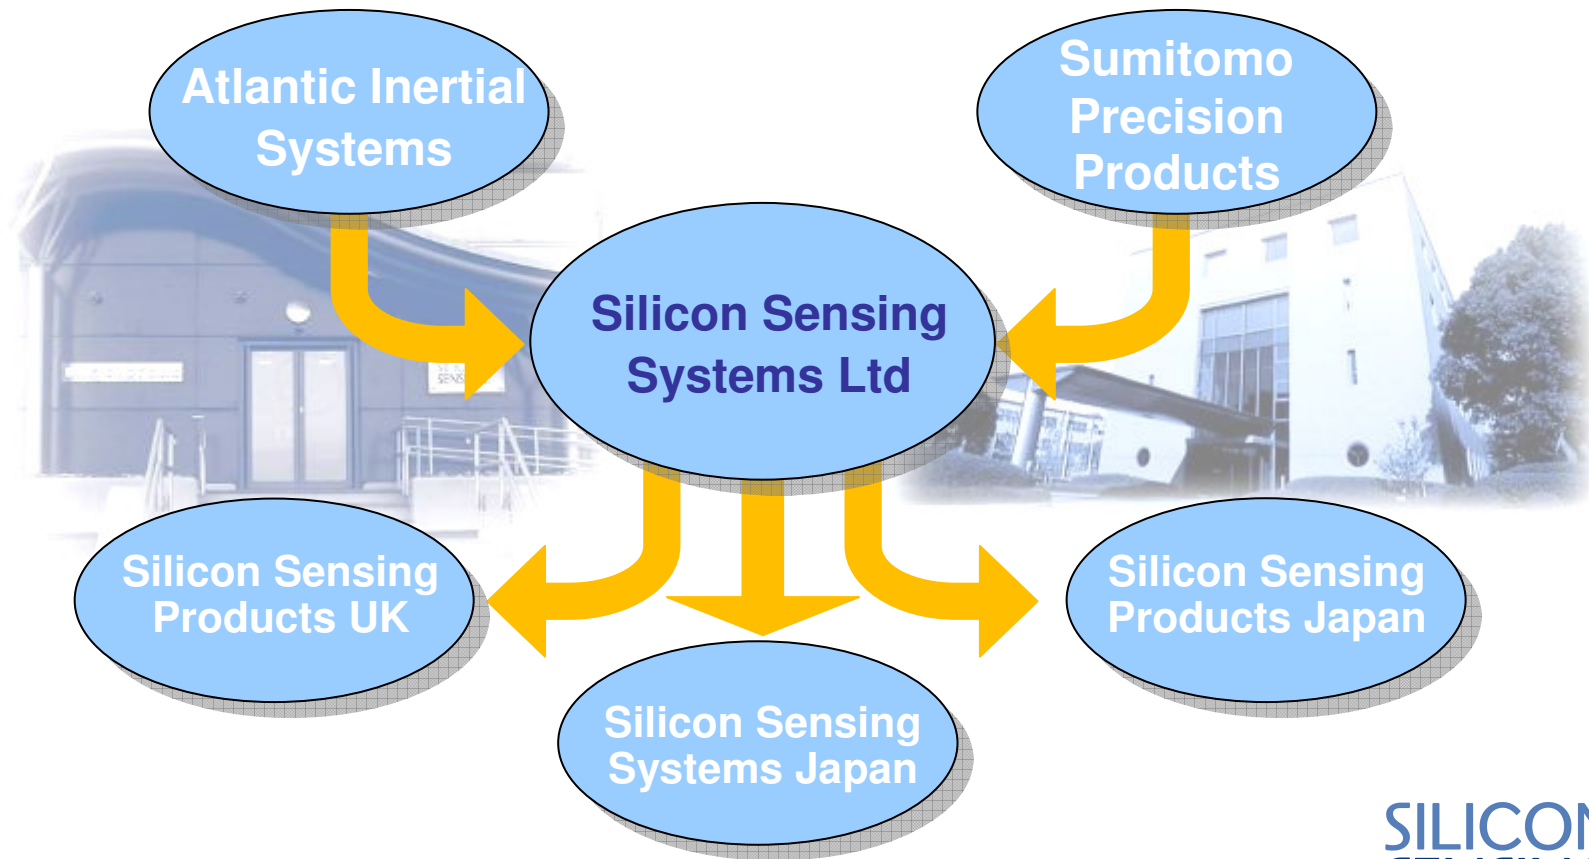 Atlantic Inertial
Systems
Sumitomo
Precision
Products
Silicon Sensing
Systems Ltd
Silicon Sensing
Products UK
Silicon Sensing
Products Japan
Silicon Sensing
Systems Japan
SILICON